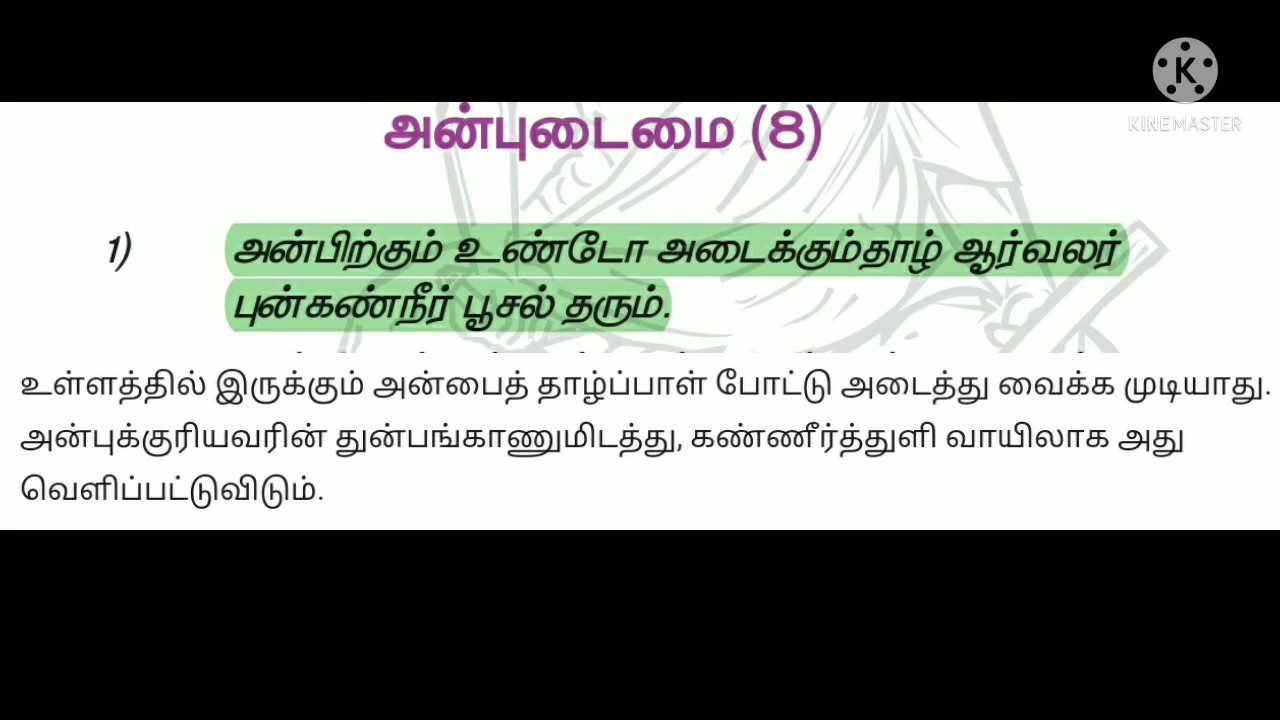 K
KINEMASTER
அன்புடைமை (8)
1) அன்பிற்கும் உண்டோ அடைக்கும்தாழ் ஆர்வலர்
புன்கண்நீர் பூசல் தரும்.
உள்ளத்தில் இருக்கும் அன்பைத் தாழ்ப்பாள் போட்டு அடைத்து வைக்க முடியாது.
அன்புக்குரியவரின் துன்பங்காணுமிடத்து, கண்ணீர்த்துளி வாயிலாக அது
வெளிப்பட்டுவிடும்.